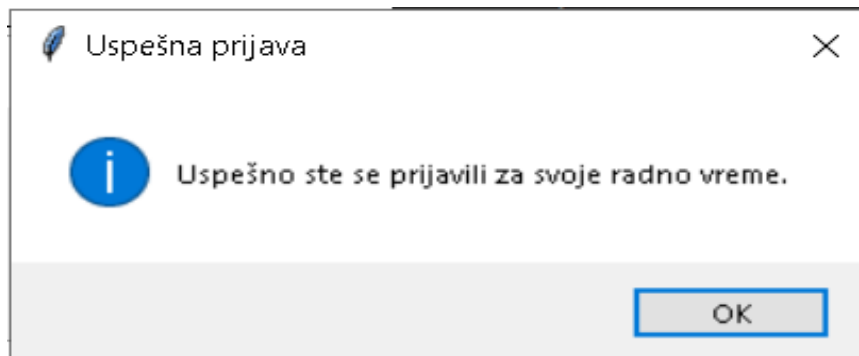 Uspešna prijava
Uspešno ste se prijavili za svoje radno vreme.
OK